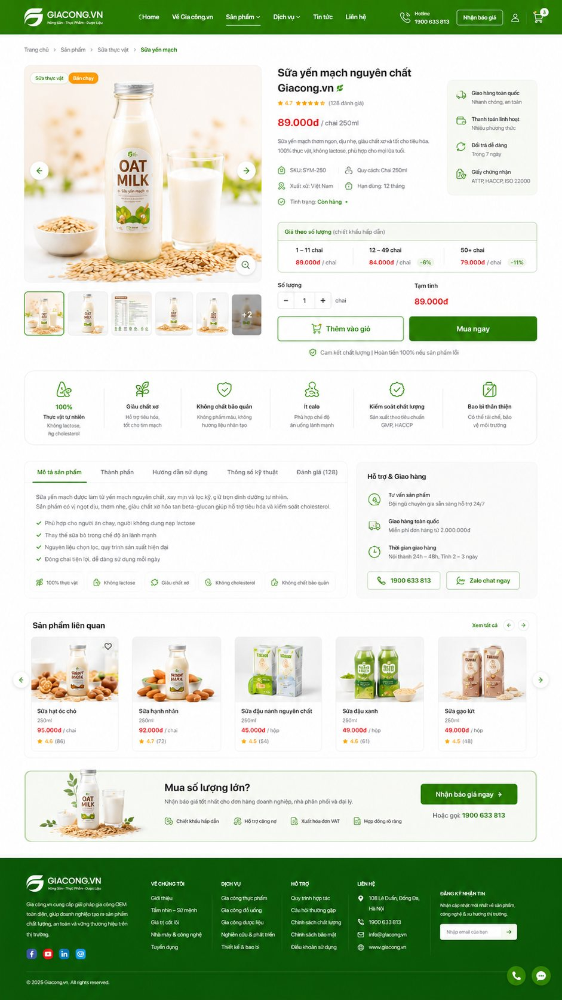 GIACONG.VN
Nông Sản - Thực Phẩm - Dược Liệu
Home
Về Gia công.vn
Sản phẩm
Dịch vụ
Tin tức
Liên hệ
Hotline
1900 633 813
Nhận báo giá
3
Trang chủ > Sản phẩm > Sữa thực vật > Sữa yến mạch
Sữa thực vật
Bán chạy
OAT
MILK
Sữa yến mạch
+2
Sữa yến mạch nguyên chất
Giacong.vn
4.7 (128 đánh giá)
89.000đ / chai 250ml
Sữa yến mạch thơm ngon, dịu nhẹ, giàu chất xơ và tốt cho tiêu hóa.
100% thực vật, không lactose, phù hợp cho mọi lứa tuổi.
SKU: SYM-250
Quy cách: Chai 250ml
Xuất xứ: Việt Nam
Hạn dùng: 12 tháng
Tình trạng: Còn hàng
Giao hàng toàn quốc
Nhanh chóng, an toàn
Thanh toán linh hoạt
Nhiều phương thức
Đổi trả dễ dàng
Trong 7 ngày
Giấy chứng nhận
ATTP, HACCP, ISO 22000
Giá theo số lượng (chiết khấu hấp dẫn)
1 – 11 chai
89.000đ / chai
12 – 49 chai
84.000đ / chai -6%
50+ chai
79.000đ / chai -11%
Số lượng
− 1 + chai
Tạm tính
89.000đ
Thêm vào giỏ
Mua ngay
Cam kết chất lượng | Hoàn tiền 100% nếu sản phẩm lỗi
100%
Thực vật tự nhiên
Không lactose,
hg cholesterol
Giàu chất xơ
Hỗ trợ tiêu hóa,
tốt cho tim mạch
Không chất bảo quản
Không phẩm màu, không
hương liệu nhân tạo
Ít calo
Phù hợp chế độ
ăn uống lành mạnh
Kiểm soát chất lượng
Sản xuất theo tiêu chuẩn
GMP, HACCP
Bao bì thân thiện
Có thể tái chế, bảo
vệ môi trường
Mô tả sản phẩm
Thành phần
Hướng dẫn sử dụng
Thông số kỹ thuật
Đánh giá (128)
Sữa yến mạch được làm từ yến mạch nguyên chất, xay mịn và lọc kỹ, giữ trọn dinh dưỡng tự nhiên.
Sản phẩm có vị ngọt dịu, thơm nhẹ, giàu chất xơ hòa tan beta-glucan giúp hỗ trợ tiêu hóa và kiểm soát cholesterol.
Phù hợp cho người ăn chay, người không dung nạp lactose
Thay thế sữa bò trong chế độ ăn lành mạnh
Nguyên liệu chọn lọc, quy trình sản xuất hiện đại
Đóng chai tiện lợi, dễ dàng sử dụng mỗi ngày
100% thực vật
Không lactose
Giàu chất xơ
Không cholesterol
Không chất bảo quản
Hỗ trợ & Giao hàng
Tư vấn sản phẩm
Đội ngũ chuyên gia sẵn sàng hỗ trợ 24/7
Giao hàng toàn quốc
Miễn phí đơn hàng từ 2.000.000đ
Thời gian giao hàng
Nội thành 24h – 48h, Tỉnh 2 – 3 ngày
1900 633 813
Zalo chat ngay
Sản phẩm liên quan
Xem tất cả
Sữa hạt óc chó
250ml
95.000đ / chai
4.6 (86)
Sữa hạnh nhân
250ml
92.000đ / chai
4.7 (72)
Sữa đậu nành nguyên chất
250ml
45.000đ / hộp
4.5 (54)
Sữa đậu xanh
250ml
49.000đ / hộp
4.6 (61)
Sữa gạo lứt
250ml
49.000đ / hộp
4.5 (48)
OAT
MILK
Mua số lượng lớn?
Nhận báo giá tốt nhất cho đơn hàng doanh nghiệp, nhà phân phối và đại lý.
Chiết khấu hấp dẫn
Hỗ trợ công nợ
Xuất hóa đơn VAT
Hợp đồng rõ ràng
Nhận báo giá ngay
Hoặc gọi: 1900 633 813
GIACONG.VN
Nông Sản - Thực Phẩm - Dược Liệu
Gia công.vn cung cấp giải pháp gia công OEM
toàn diện, giúp doanh nghiệp tạo ra sản phẩm
chất lượng, an toàn và vững thương hiệu trên
thị trường.
VỀ CHÚNG TÔI
Giới thiệu
Tầm nhìn – Sứ mệnh
Giá trị cốt lõi
Nhà máy & công nghệ
Tuyển dụng
DỊCH VỤ
Gia công thực phẩm
Gia công đồ uống
Gia công dược liệu
Nghiên cứu & phát triển
Thiết kế & bao bì
HỖ TRỢ
Quy trình hợp tác
Câu hỏi thường gặp
Chính sách chất lượng
Chính sách bảo mật
Điều khoản sử dụng
LIÊN HỆ
108 Lê Duẩn, Đống Đa,
Hà Nội
1900 633 813
info@giacong.vn
www.giacong.vn
ĐĂNG KÝ NHẬN TIN
Nhận cập nhật mới nhất về sản phẩm,
công nghệ & xu hướng thị trường.
Nhập email của bạn
© 2025 Giacong.vn. All rights reserved.